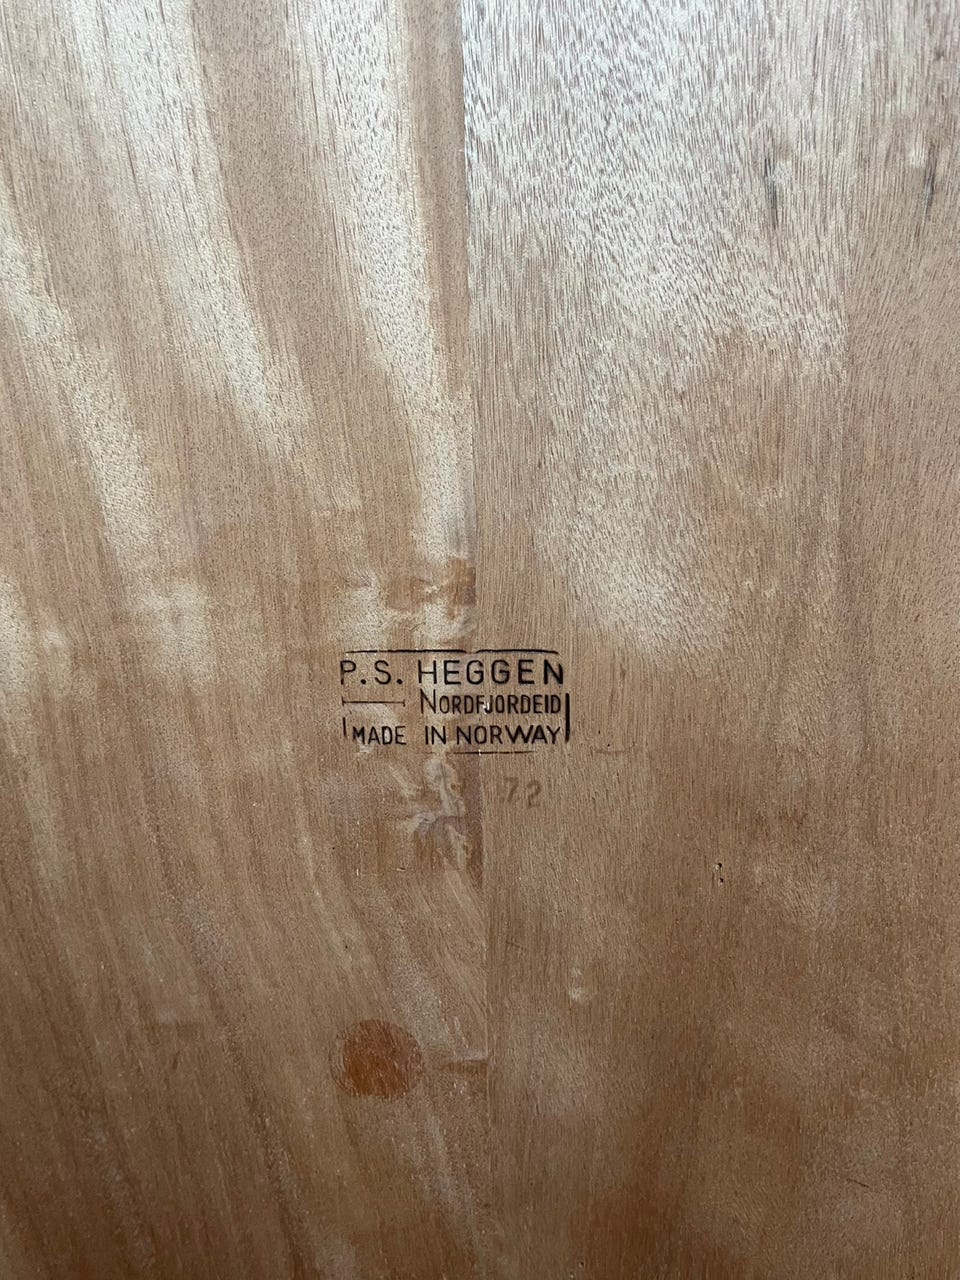 P.S. HEGGEN
NORDFJORDEID
MADE IN NORWAY
72